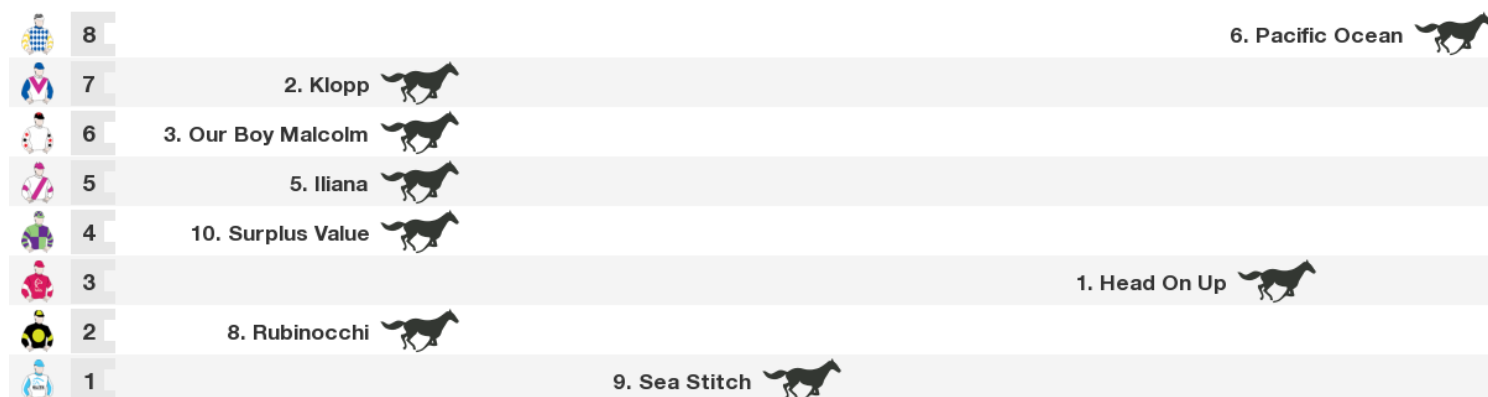 8 6. Pacific Ocean
7 2. Klopp
6 3. Our Boy Malcolm
5 5. Iliana
4 10. Surplus Value
3 1. Head On Up
2 8. Rubinocchi
1 9. Sea Stitch